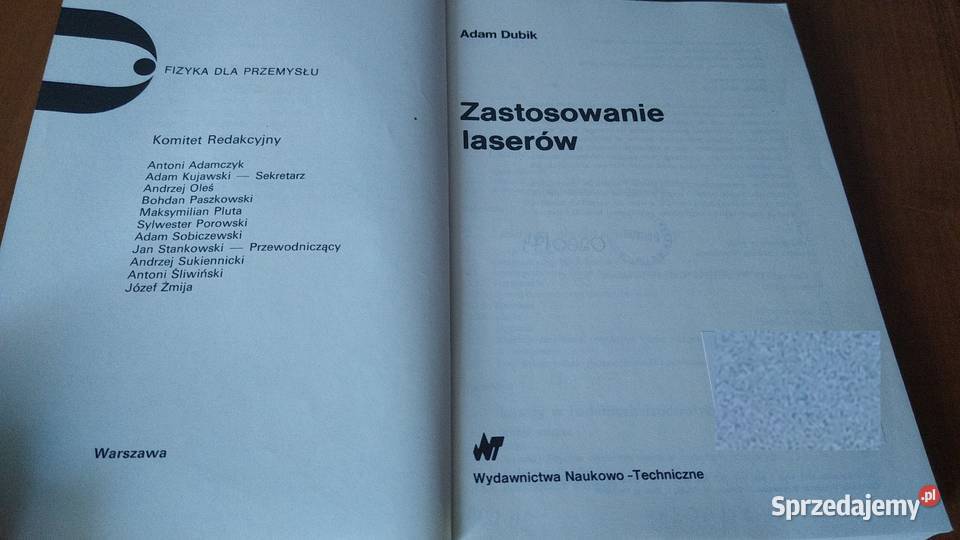 FIZYKA DLA PRZEMYSŁU
Komitet Redakcyjny
Antoni Adamczyk
Adam Kujawski — Sekretarz
Andrzej Oleś
Bohdan Paszkowski
Maksymilian Pluta
Sylwester Porowski
Adam Sobiczewski
Jan Stankowski — Przewodniczący
Andrzej Sukiennicki
Antoni Śliwiński
Józef Żmija
Warszawa
Adam Dubik
Zastosowanie
laserów
WNT
Wydawnictwa Naukowo-Techniczne
Sprzedajemy.pl